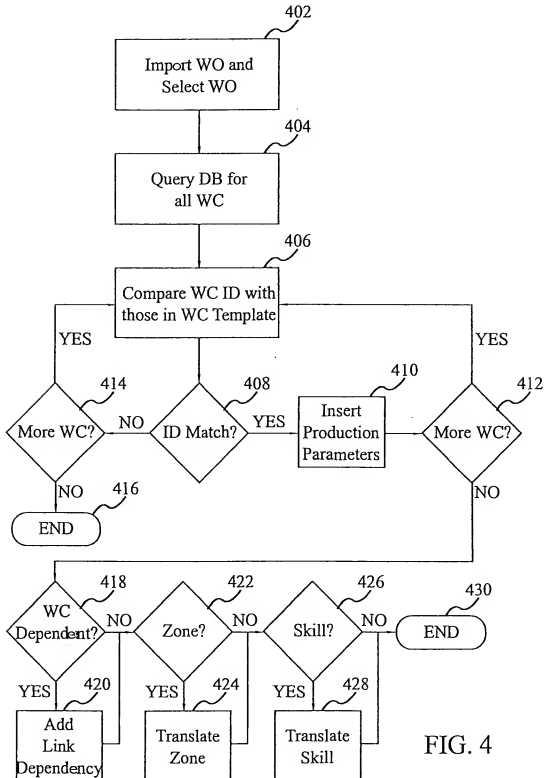 402
Import WO and
Select WO
404
Query DB for
all WC
406
Compare WC ID with
those in WC Template
YES
YES
414
408
410
412
More WC?
NO
ID Match?
YES
Insert
Production
Parameters
More WC?
NO
416
END
NO
418
WC
Dependent?
NO
422
Zone?
NO
426
Skill?
NO
430
END
YES
420
Add
Link
Dependency
YES
424
Translate
Zone
YES
428
Translate
Skill
FIG. 4